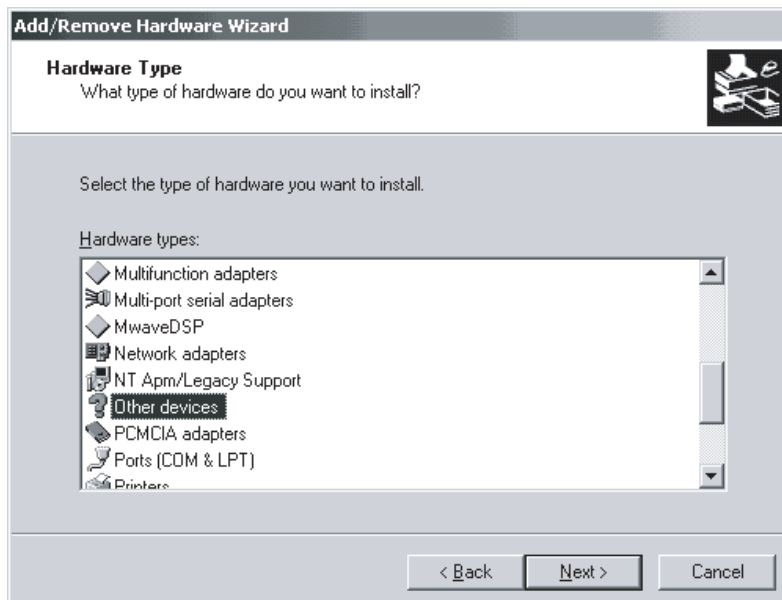 Add/Remove Hardware Wizard
Hardware Type
What type of hardware do you want to install?
Select the type of hardware you want to install.
Hardware types:
Multifunction adapters
Multi-port serial adapters
MwaveDSP
Network adapters
NT Apm/Legacy Support
Other devices
PCMCIA adapters
Ports (COM & LPT)
Printers
< Back
Next >
Cancel